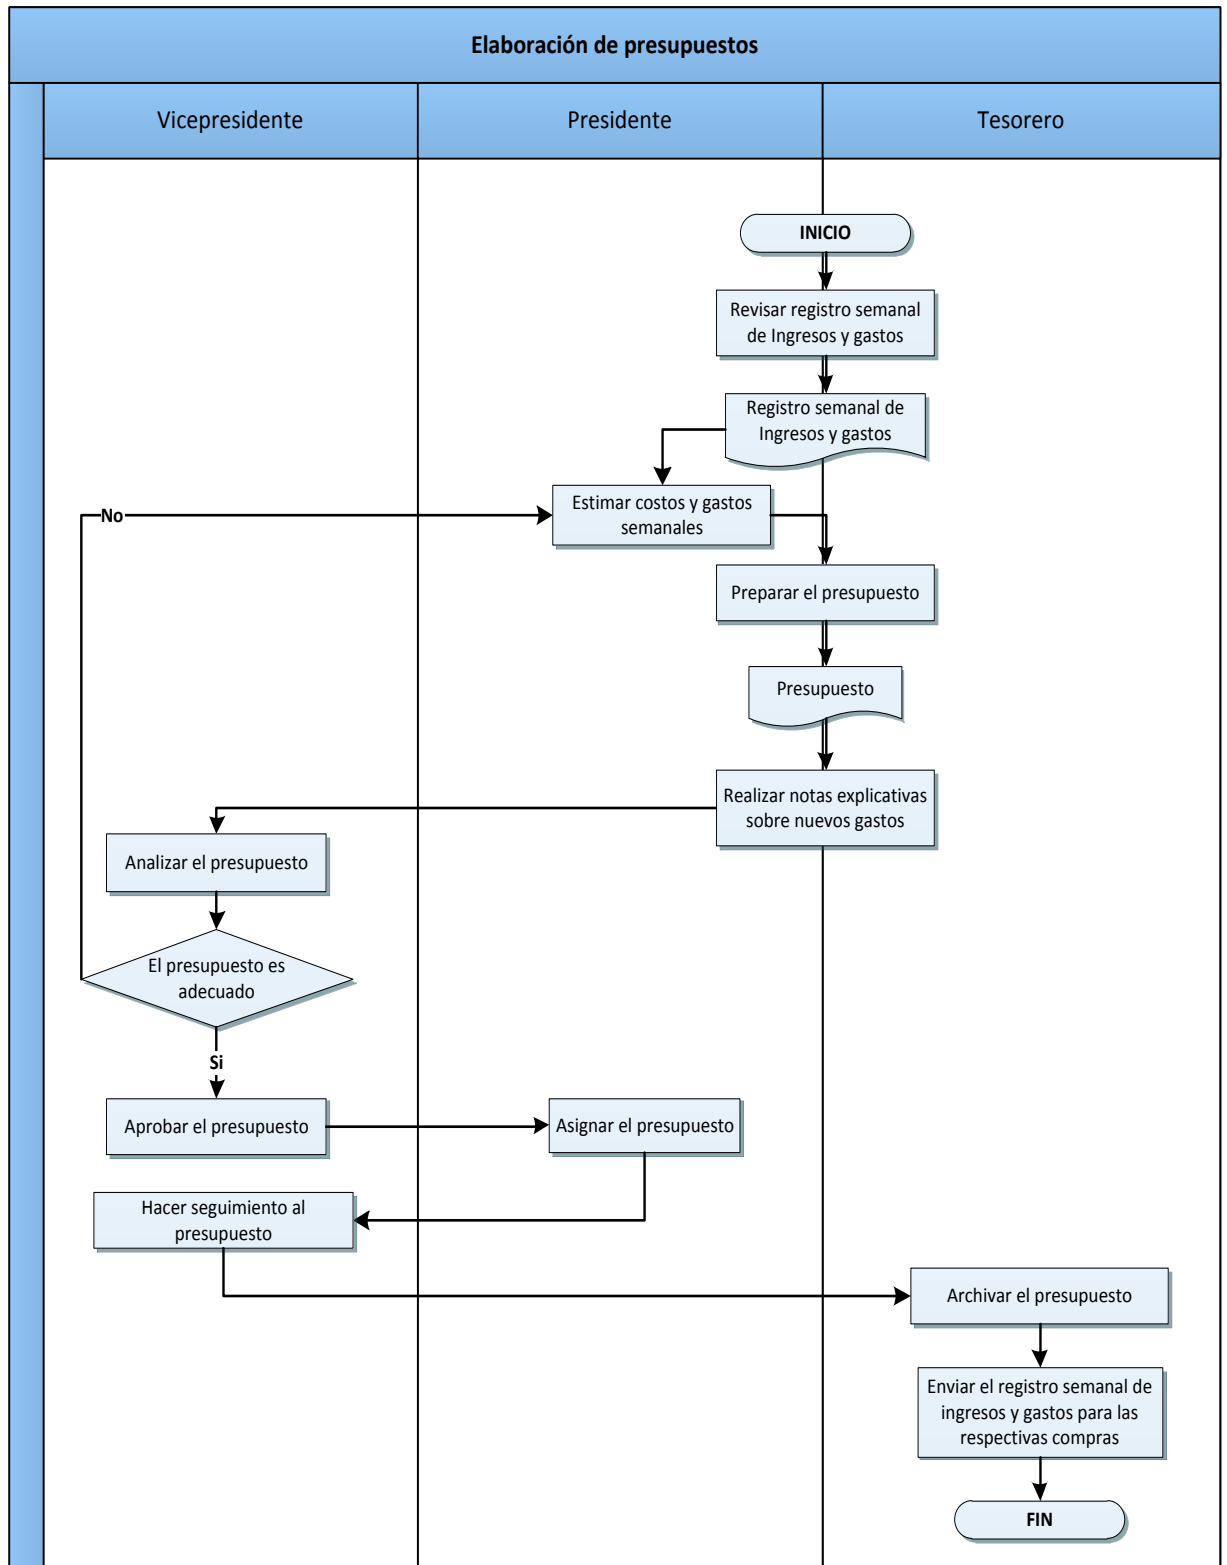 Elaboración de presupuestos
Vicepresidente
Presidente
Tesorero
INICIO
Revisar registro semanal
de Ingresos y gastos
Registro semanal de
Ingresos y gastos
Estimar costos y gastos
semanales
No
Preparar el presupuesto
Presupuesto
Realizar notas explicativas
sobre nuevos gastos
Analizar el presupuesto
El presupuesto es
adecuado
Si
Aprobar el presupuesto
Asignar el presupuesto
Hacer seguimiento al
presupuesto
Archivar el presupuesto
Enviar el registro semanal de
ingresos y gastos para las
respectivas compras
FIN